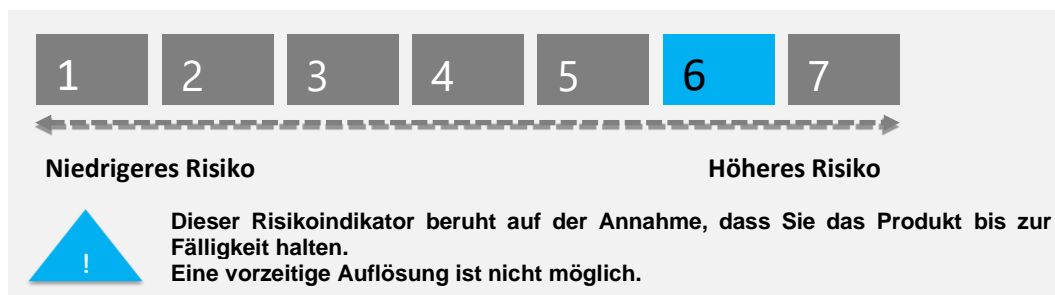 1 2 3 4 5 6 7
Niedrigeres Risiko Höheres Risiko
Dieser Risikoindikator beruht auf der Annahme, dass Sie das Produkt bis zur
Fälligkeit halten.
! Eine vorzeitige Auflösung ist nicht möglich.